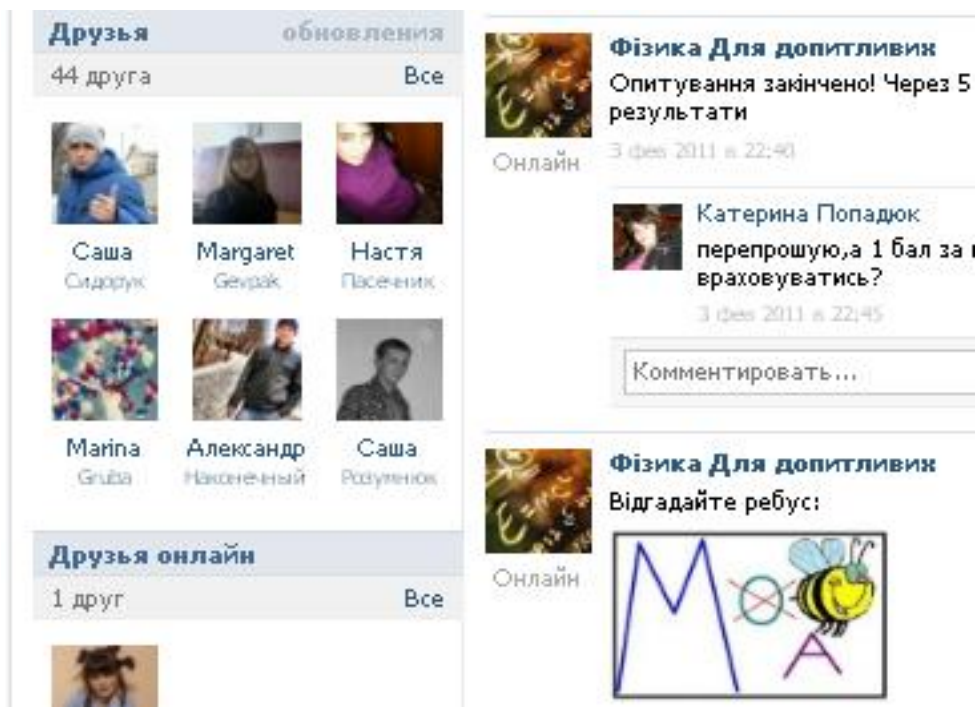 Друзья
обновления
44 друга
Все
Саша
Сидорук
Margaret
Gevpak
Настя
Пасечник
Marina
Gruba
Александр
Наконечный
Саша
Розумнюк
Друзья онлайн
1 друг
Все
Фізика Для допитливих
Опитування закінчено! Через 5
результати
3 фев 2011 в 22:40
Онлайн
Катерина Попадюк
перепрошую,а 1 бал за
враховуватись?
3 фев 2011 в 22:45
Комментировать...
Фізика Для допитливих
Відгадайте ребус:
Онлайн
М О
А